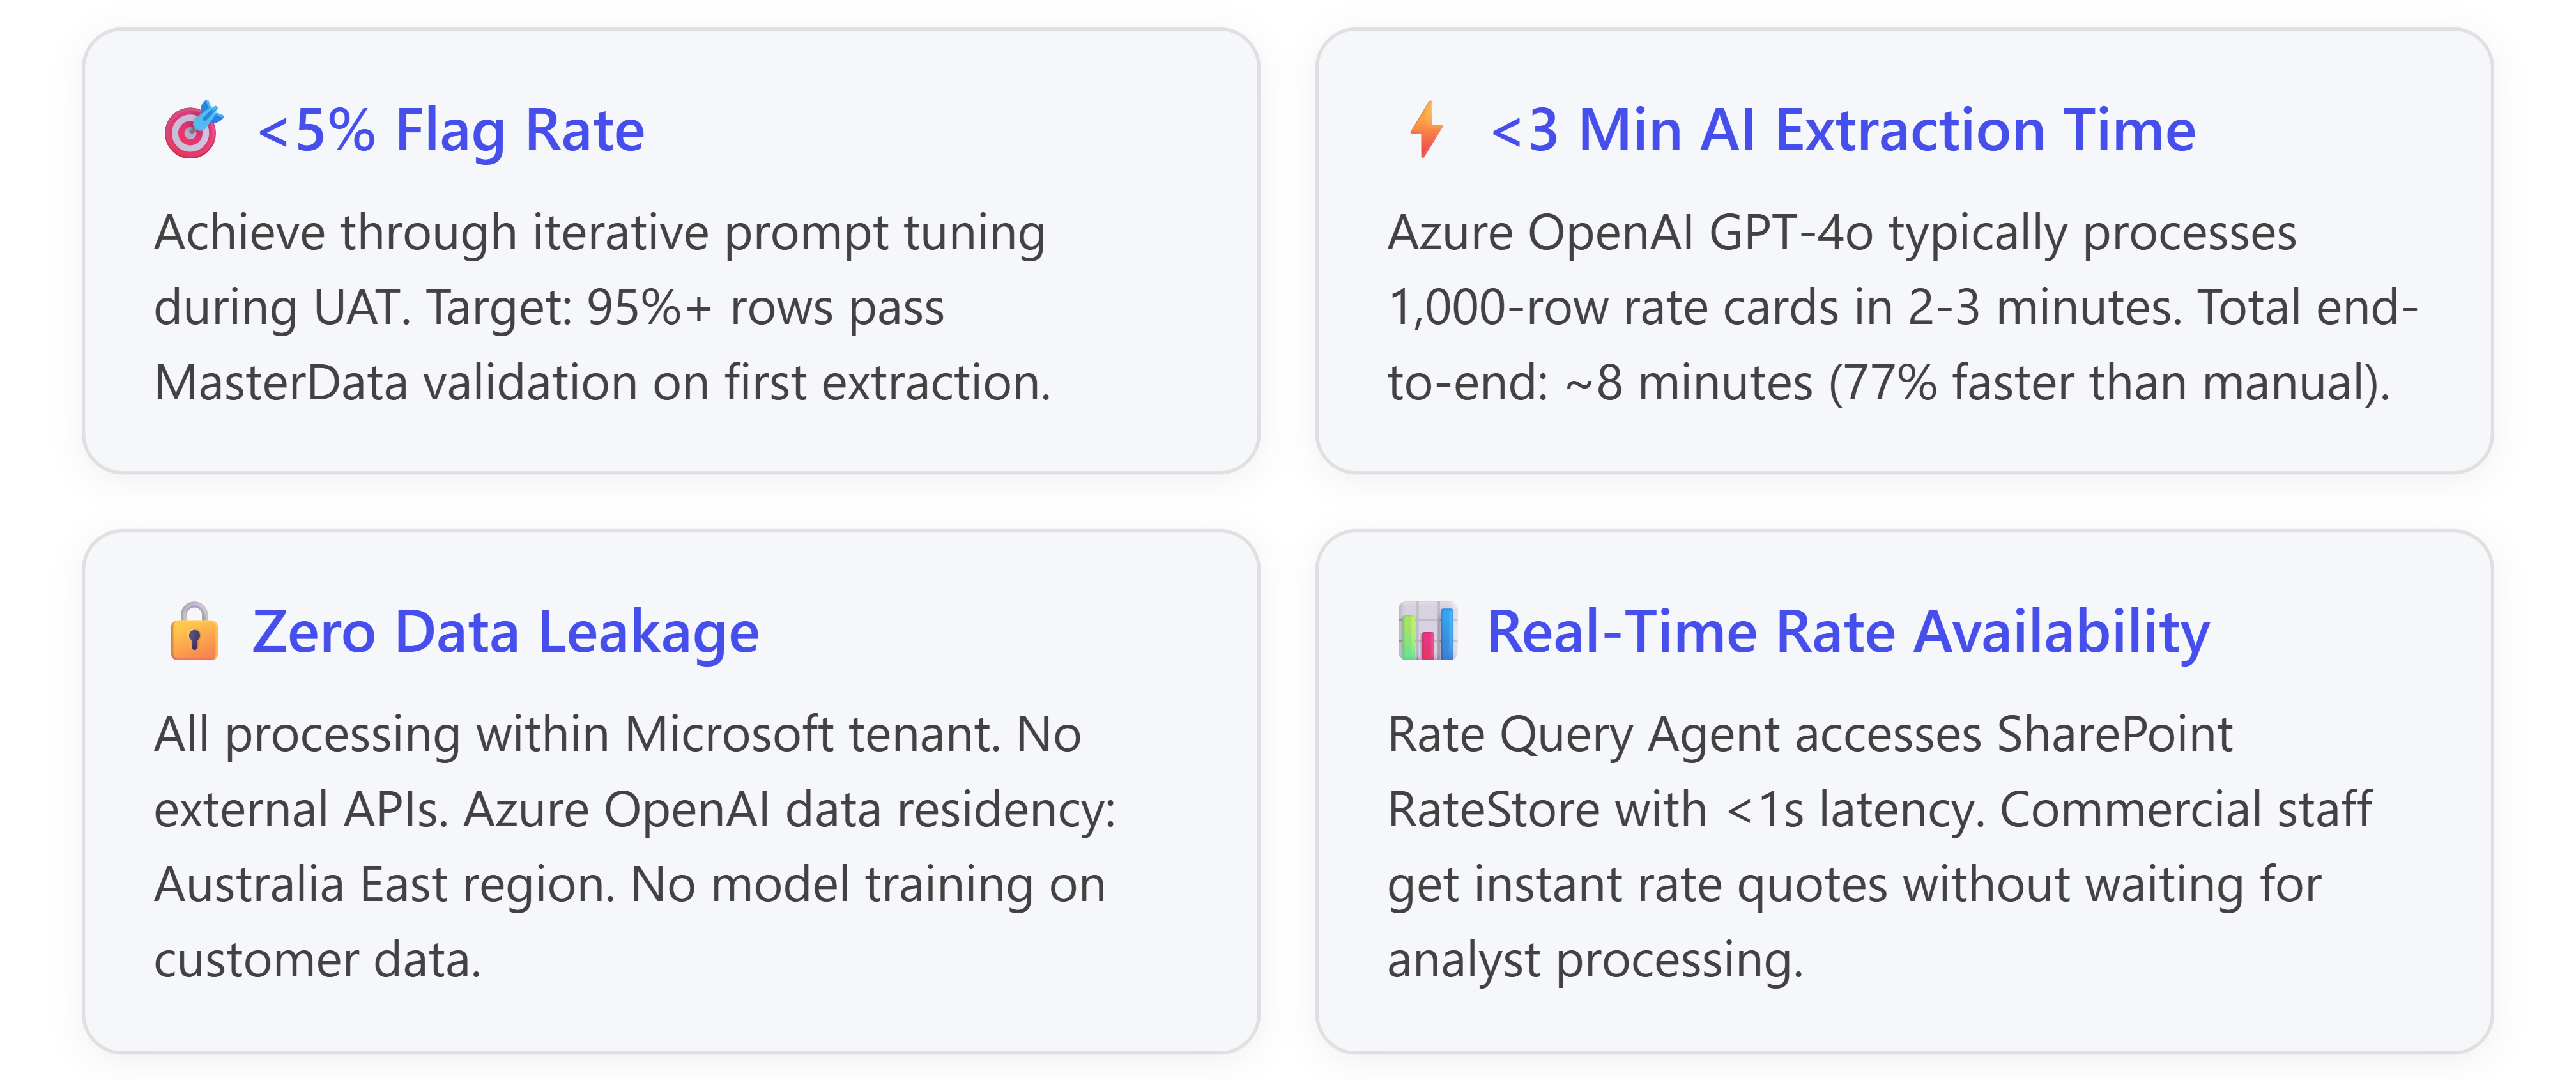 <5% Flag Rate
Achieve through iterative prompt tuning
during UAT. Target: 95%+ rows pass
MasterData validation on first extraction.
<3 Min AI Extraction Time
Azure OpenAI GPT-4o typically processes
1,000-row rate cards in 2-3 minutes. Total end-
to-end: ~8 minutes (77% faster than manual).
Zero Data Leakage
All processing within Microsoft tenant. No
external APIs. Azure OpenAI data residency:
Australia East region. No model training on
customer data.
Real-Time Rate Availability
Rate Query Agent accesses SharePoint
RateStore with <1s latency. Commercial staff
get instant rate quotes without waiting for
analyst processing.